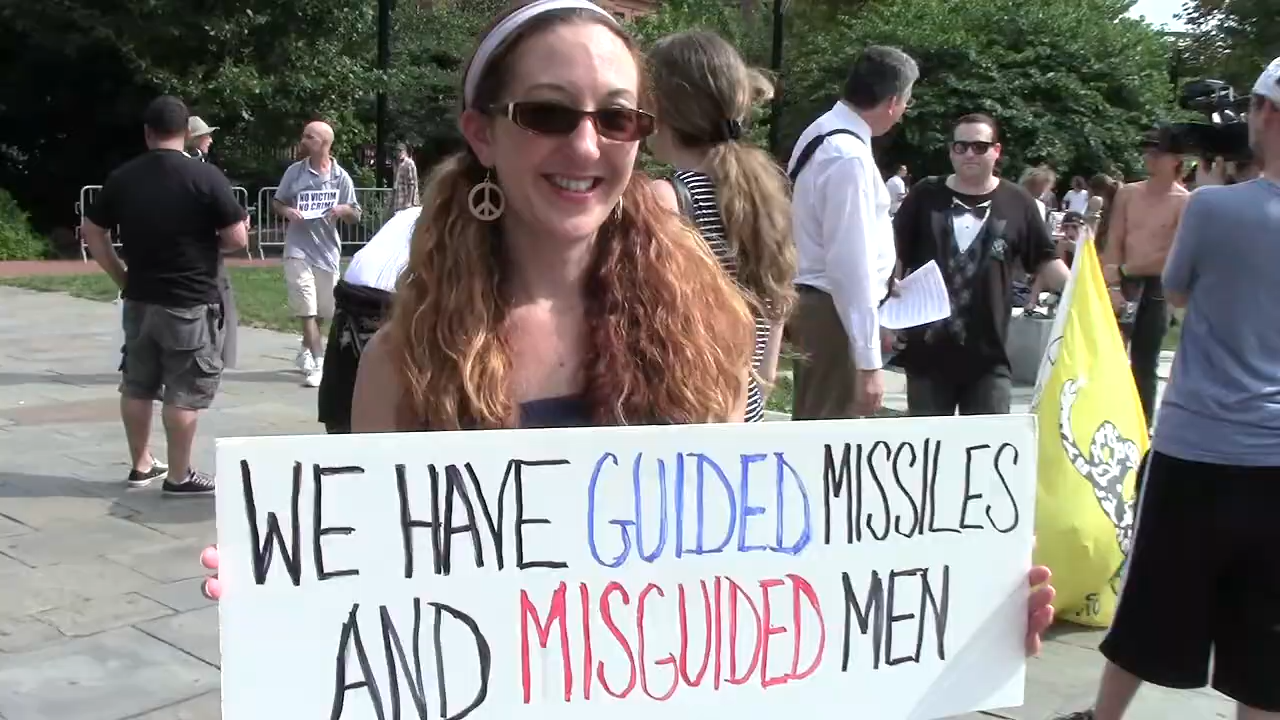 NO VICTIM
NO CRIME
WE HAVE GUIDED MISSILES
AND MISGUIDED MEN